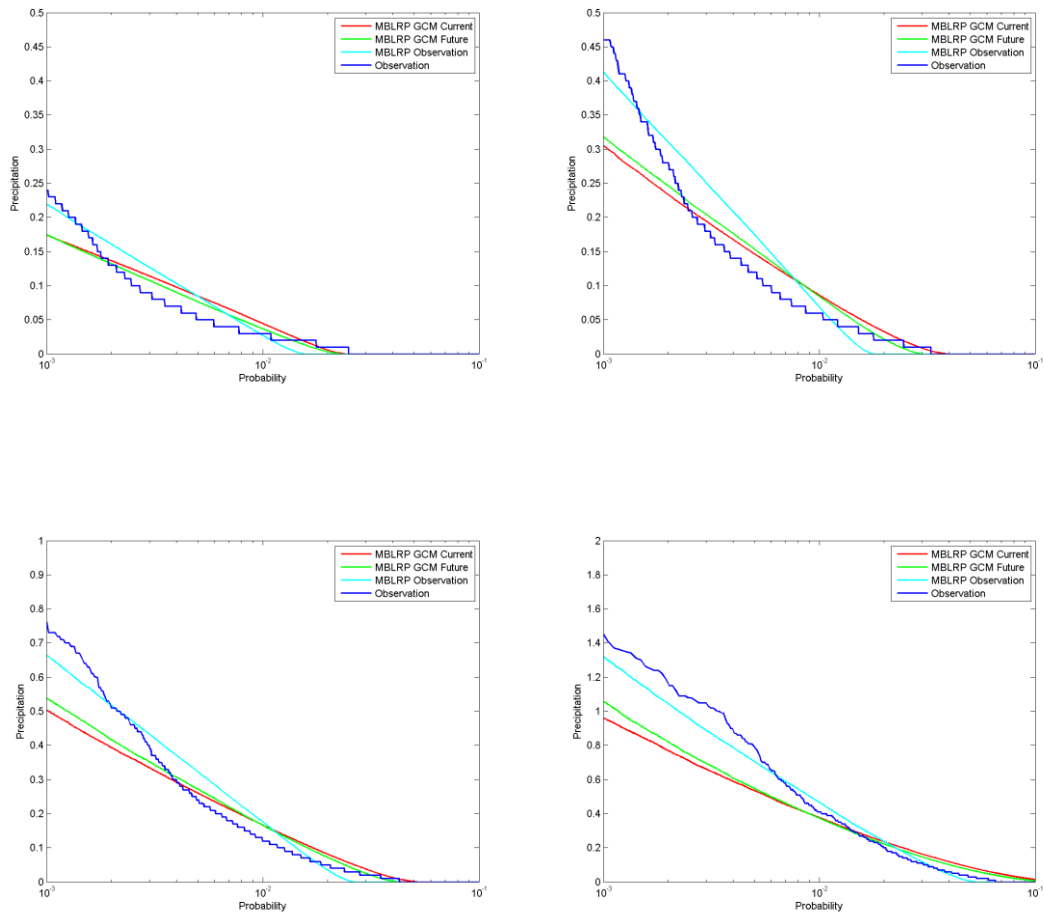 0.5
0.45
0.4
0.35
0.3
0.25
0.2
0.15
0.1
0.05
0
Precipitation
10^-3
10^-2
10^-1
Probability
MBLRP GCM Current
MBLRP GCM Future
MBLRP Observation
Observation
0.5
0.45
0.4
0.35
0.3
0.25
0.2
0.15
0.1
0.05
0
Precipitation
10^-3
10^-2
10^-1
Probability
MBLRP GCM Current
MBLRP GCM Future
MBLRP Observation
Observation
1
0.9
0.8
0.7
0.6
0.5
0.4
0.3
0.2
0.1
0
Precipitation
10^-3
10^-2
10^-1
Probability
MBLRP GCM Current
MBLRP GCM Future
MBLRP Observation
Observation
2
1.8
1.6
1.4
1.2
1
0.8
0.6
0.4
0.2
0
Precipitation
10^-3
10^-2
10^-1
Probability
MBLRP GCM Current
MBLRP GCM Future
MBLRP Observation
Observation